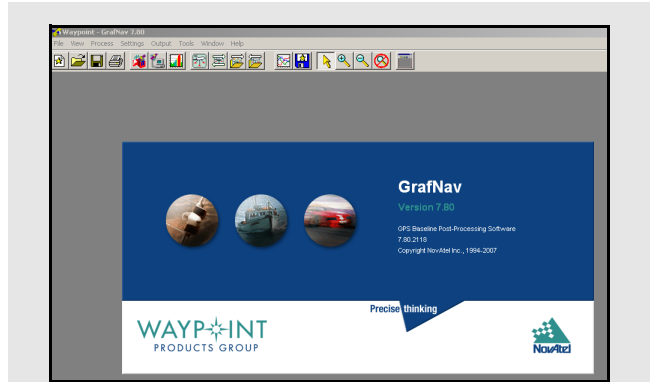 Waypoint - GrafNav 7.80
File View Process Settings Output Tools Window Help
GrafNav
Version 7.80
GPS Baseline Post-Processing Software
7.80.2118
Copyright NovAtel Inc., 1994-2007
Precise thinking
WAYPOINT
PRODUCTS GROUP
NovAtel